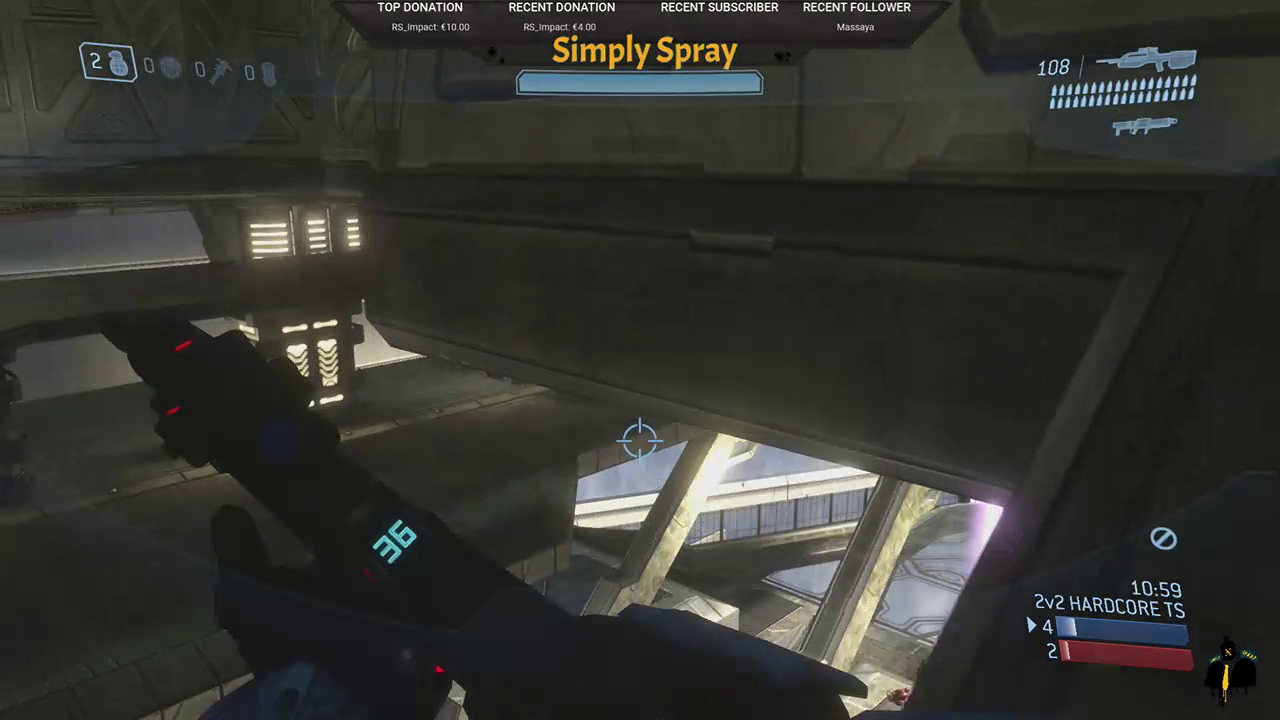 TOP DONATION
RS_Impact: €10.00
RECENT DONATION
RS_Impact: €4.00
RECENT SUBSCRIBER
RECENT FOLLOWER
Massaya
Simply Spray
2 0 0 0
108
36
10:59
2v2 HARDCORE TS
4
2